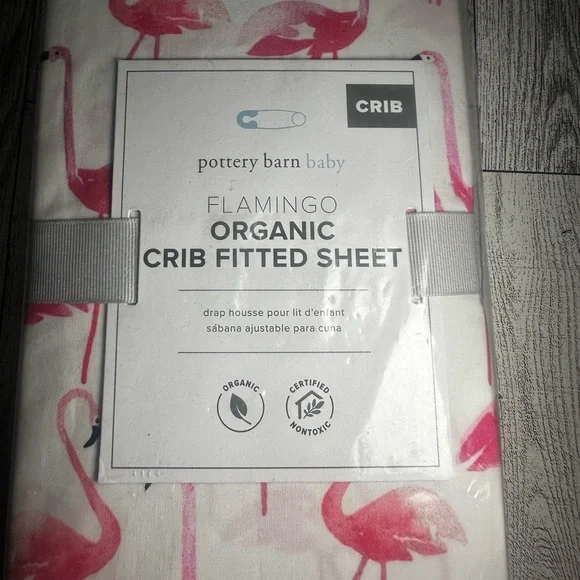 CRIB
pottery barn baby
FLAMINGO
ORGANIC
CRIB FITTED SHEET
drap housse pour lit d'enfant
sábana ajustable para cuna
ORGANIC
CERTIFIED
NONTOXIC